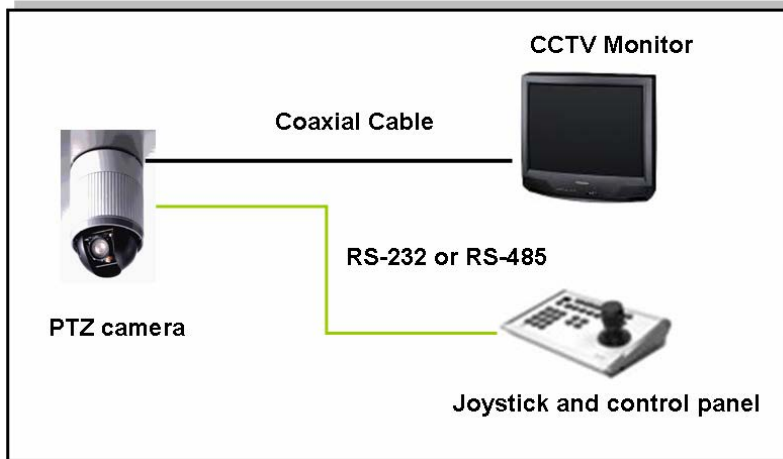 CCTV Monitor
Coaxial Cable
RS-232 or RS-485
PTZ camera
Joystick and control panel